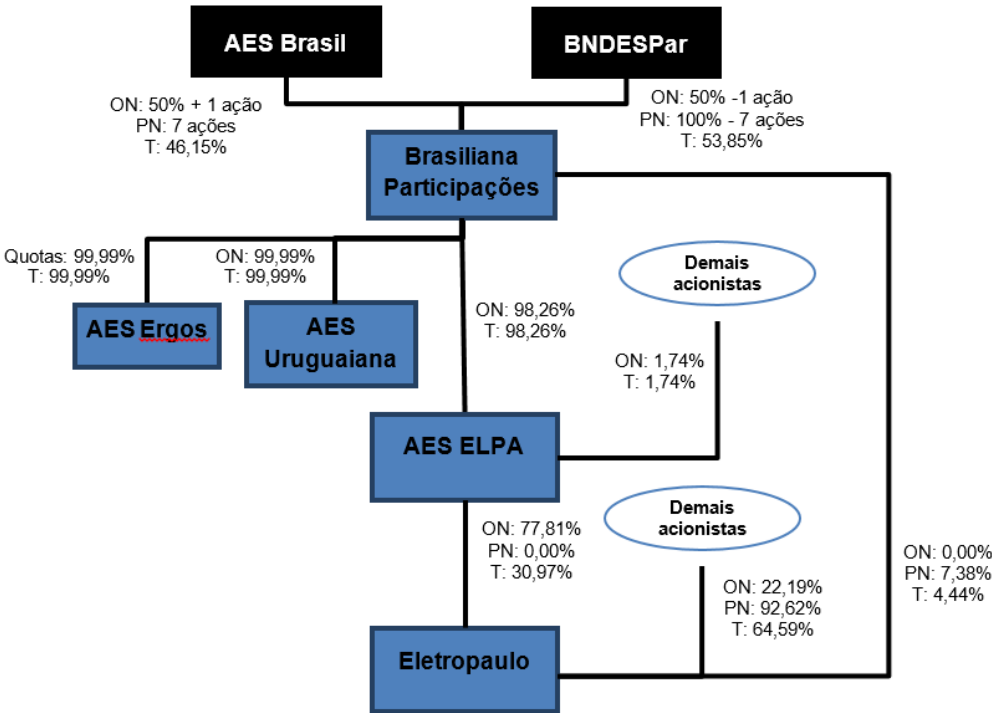 AES Brasil
BNDESPar
ON: 50% + 1 ação
PN: 7 ações
T: 46,15%
ON: 50% -1 ação
PN: 100% - 7 ações
T: 53,85%
Brasiliana
Participações
Quotas: 99,99%
T: 99,99%
ON: 99,99%
T: 99,99%
Demais
acionistas
AES Ergos
AES
Uruguaiana
ON: 98,26%
T: 98,26%
ON: 1,74%
T: 1,74%
AES ELPA
Demais
acionistas
ON: 77,81%
PN: 0,00%
T: 30,97%
ON: 22,19%
PN: 92,62%
T: 64,59%
ON: 0,00%
PN: 7,38%
T: 4,44%
Eletropaulo